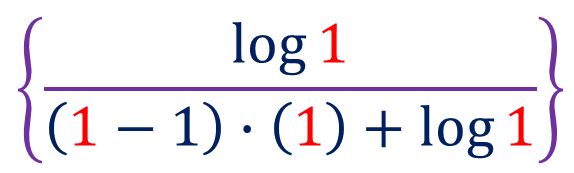 { log 1
(1 − 1) · (1) + log 1 }